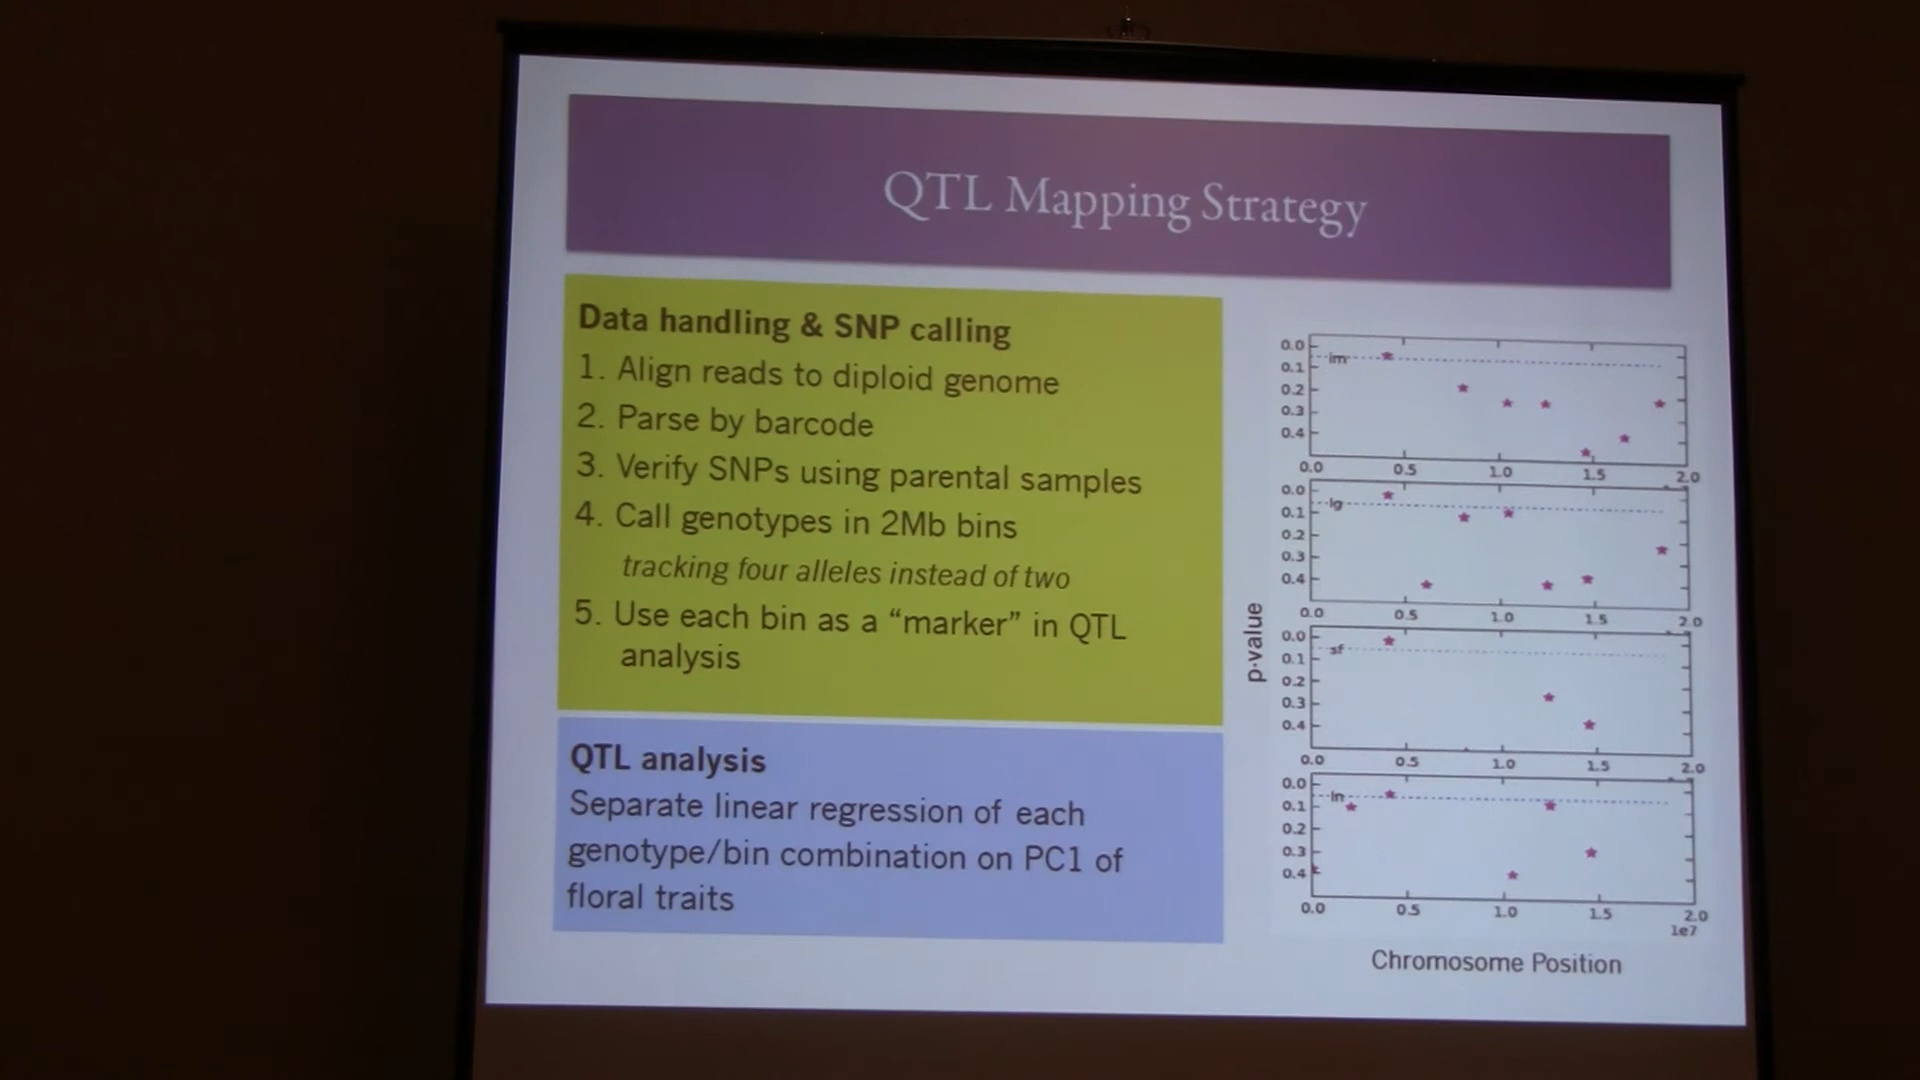 QTL Mapping Strategy
Data handling & SNP calling
1. Align reads to diploid genome
2. Parse by barcode
3. Verify SNPs using parental samples
4. Call genotypes in 2Mb bins
tracking four alleles instead of two
5. Use each bin as a “marker” in QTL
analysis
QTL analysis
Separate linear regression of each
genotype/bin combination on PC1 of
floral traits
p-value
0.0
im
0.1
0.2
0.3
0.4
0.0 0.5 1.0 1.5 2.0
0.0
lg
0.1
0.2
0.3
0.4
0.0 0.5 1.0 1.5 2.0
0.0
sf
0.1
0.2
0.3
0.4
0.0 0.5 1.0 1.5 2.0
0.0
ln
0.1
0.2
0.3
0.4
0.0 0.5 1.0 1.5 2.0
1e7
Chromosome Position